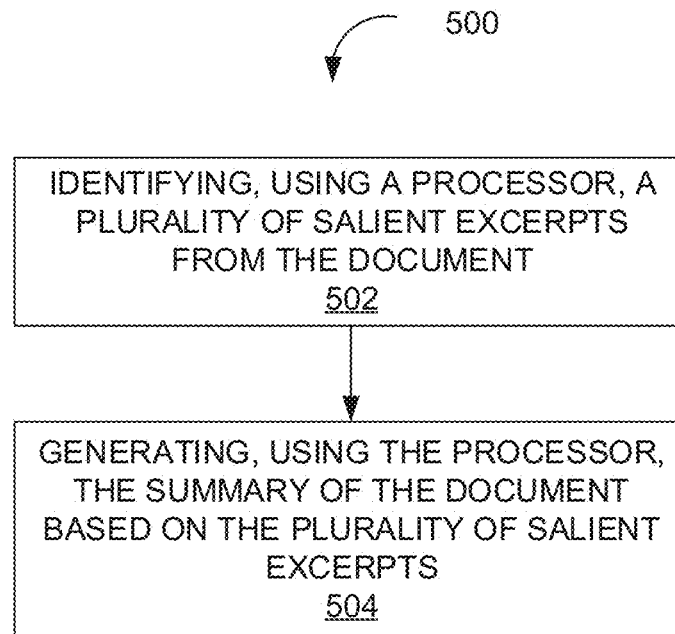 500
IDENTIFYING, USING A PROCESSOR, A
PLURALITY OF SALIENT EXCERPTS
FROM THE DOCUMENT
502
GENERATING, USING THE PROCESSOR,
THE SUMMARY OF THE DOCUMENT
BASED ON THE PLURALITY OF SALIENT
EXCERPTS
504